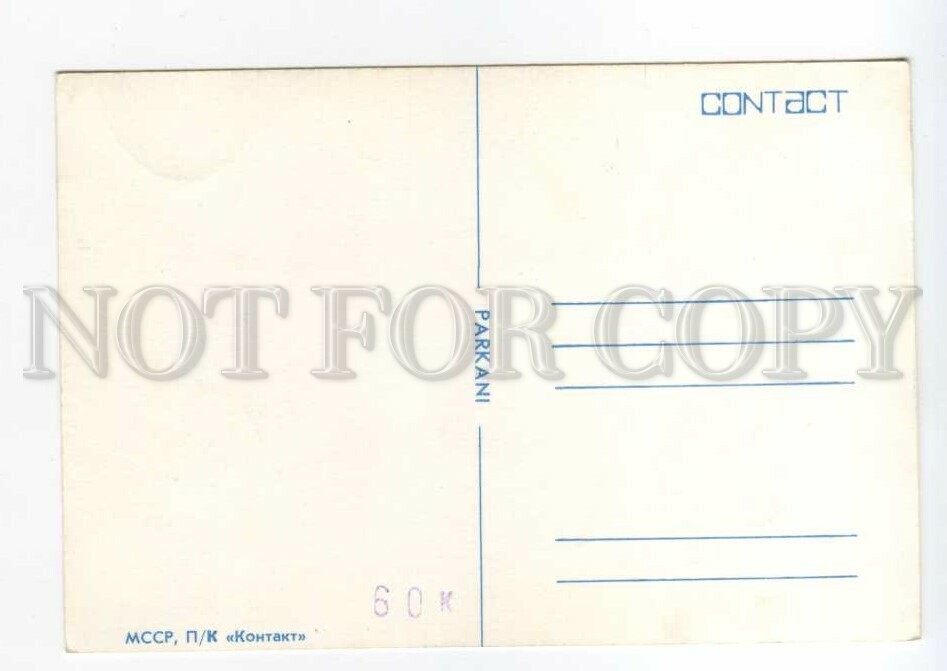 CONTACT
NOT FOR COPY
PARKANI
60 к
МССР, П/К «Контакт»